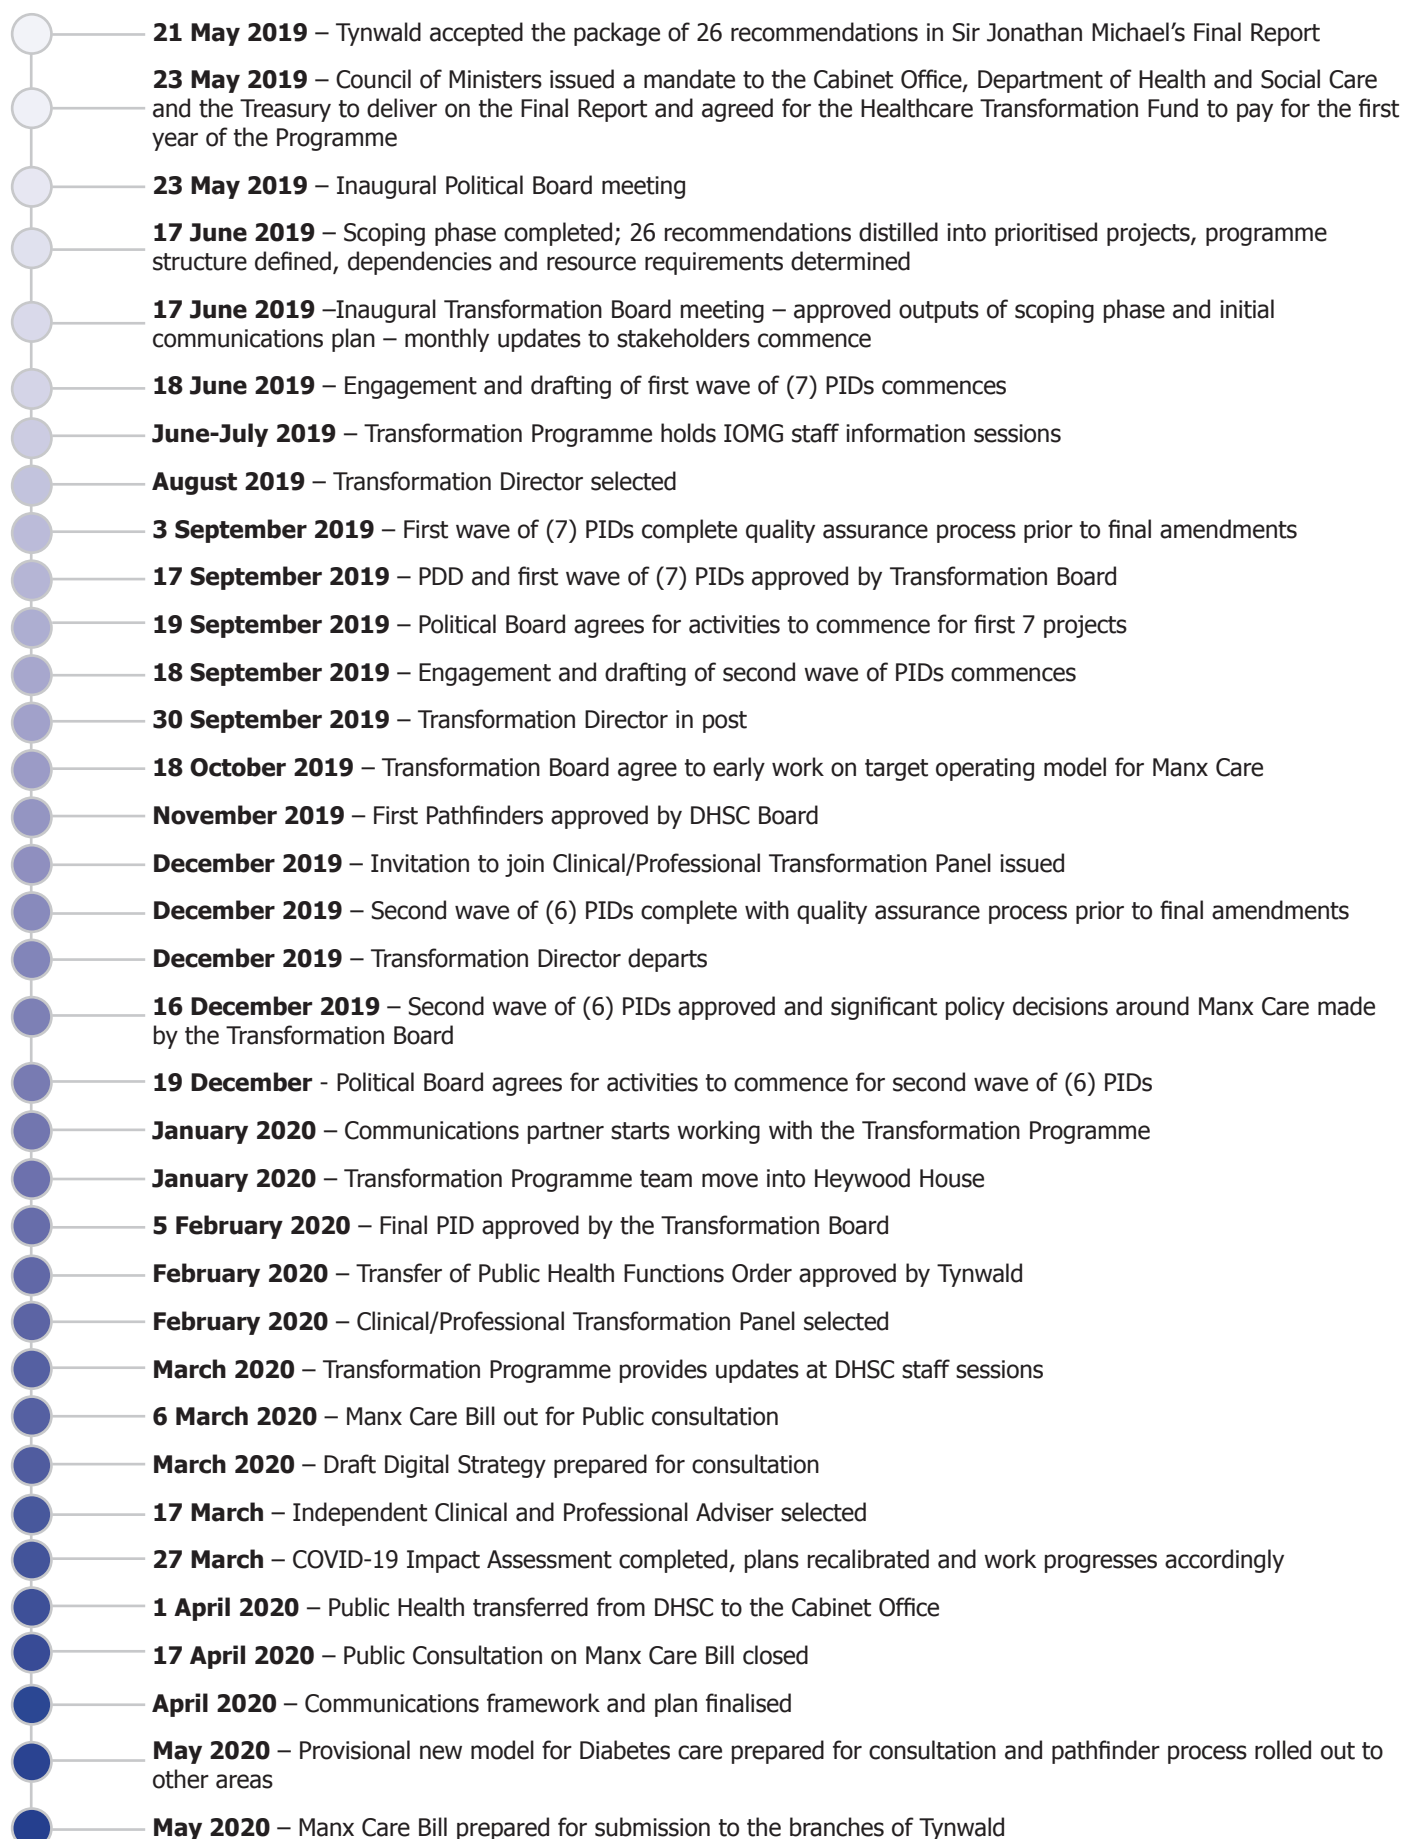 21 May 2019 – Tynwald accepted the package of 26 recommendations in Sir Jonathan Michael’s Final Report
23 May 2019 – Council of Ministers issued a mandate to the Cabinet Office, Department of Health and Social Care
and the Treasury to deliver on the Final Report and agreed for the Healthcare Transformation Fund to pay for the first
year of the Programme
23 May 2019 – Inaugural Political Board meeting
17 June 2019 – Scoping phase completed; 26 recommendations distilled into prioritised projects, programme
structure defined, dependencies and resource requirements determined
17 June 2019 –Inaugural Transformation Board meeting – approved outputs of scoping phase and initial
communications plan – monthly updates to stakeholders commence
18 June 2019 – Engagement and drafting of first wave of (7) PIDs commences
June-July 2019 – Transformation Programme holds IOMG staff information sessions
August 2019 – Transformation Director selected
3 September 2019 – First wave of (7) PIDs complete quality assurance process prior to final amendments
17 September 2019 – PDD and first wave of (7) PIDs approved by Transformation Board
19 September 2019 – Political Board agrees for activities to commence for first 7 projects
18 September 2019 – Engagement and drafting of second wave of PIDs commences
30 September 2019 – Transformation Director in post
18 October 2019 – Transformation Board agree to early work on target operating model for Manx Care
November 2019 – First Pathfinders approved by DHSC Board
December 2019 – Invitation to join Clinical/Professional Transformation Panel issued
December 2019 – Second wave of (6) PIDs complete with quality assurance process prior to final amendments
December 2019 – Transformation Director departs
16 December 2019 – Second wave of (6) PIDs approved and significant policy decisions around Manx Care made
by the Transformation Board
19 December - Political Board agrees for activities to commence for second wave of (6) PIDs
January 2020 – Communications partner starts working with the Transformation Programme
January 2020 – Transformation Programme team move into Heywood House
5 February 2020 – Final PID approved by the Transformation Board
February 2020 – Transfer of Public Health Functions Order approved by Tynwald
February 2020 – Clinical/Professional Transformation Panel selected
March 2020 – Transformation Programme provides updates at DHSC staff sessions
6 March 2020 – Manx Care Bill out for Public consultation
March 2020 – Draft Digital Strategy prepared for consultation
17 March – Independent Clinical and Professional Adviser selected
27 March – COVID-19 Impact Assessment completed, plans recalibrated and work progresses accordingly
1 April 2020 – Public Health transferred from DHSC to the Cabinet Office
17 April 2020 – Public Consultation on Manx Care Bill closed
April 2020 – Communications framework and plan finalised
May 2020 – Provisional new model for Diabetes care prepared for consultation and pathfinder process rolled out to
other areas
May 2020 – Manx Care Bill prepared for submission to the branches of Tynwald